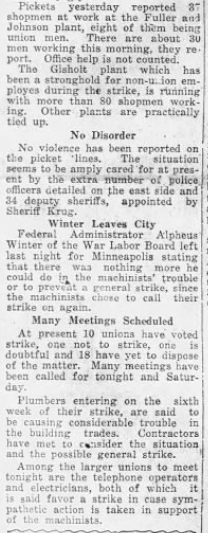 Pickets yesterday reported 37
shopmen at work at the Fuller and
Johnson plant, eight of them being
union men. There are about 30
men working this morning, they re-
port. Office help is not counted.
The Gisholt plant which has
been a stronghold for non-union em-
ployes during the strike, is running
with more than 80 shopmen work-
ing. Other plants are practically
tied up.
No Disorder
No violence has been reported on
the picket lines. The situation
seems to be amply cared for at pres-
ent by the extra number of police
officers detailed on the east side and
34 deputy sheriffs, appointed by
Sheriff Krug.
Winter Leaves City
Federal Administrator Alpheus
Winter of the War Labor Board left
last night for Minneapolis stating
that there was nothing more he
could do in the machinists' trouble
or to prevent a general strike, since
the machinists chose to call their
strike on again.
Many Meetings Scheduled
At present 10 unions have voted
strike, one not to strike, one is
doubtful and 18 have yet to dispose
of the matter. Many meetings have
been called for tonight and Satur-
day.
Plumbers entering on the sixth
week of their strike, are said to
be causing considerable trouble in
the building trades. Contractors
have met to consider the situation
and the possible general strike.
Among the larger unions to meet
tonight are the telephone operators
and electricians, both of which it
is said favor a strike in case sym-
pathetic action is taken in support
of the machinists.